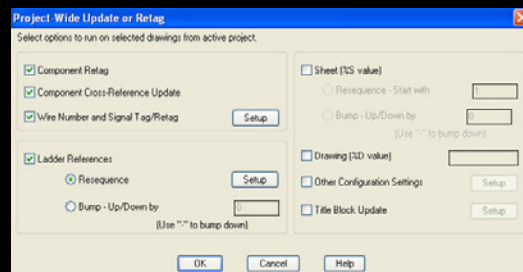 Project-Wide Update or Retag
Select options to run on selected drawings from active project.
Component Retag
Component Cross-Reference Update
Wire Number and Signal Tag/Retag Setup
Ladder References
Resequence Setup
Bump - Up/Down by 0
(Use "-" to bump down)
Sheet (%S value)
Resequence - Start with 1
Bump - Up/Down by 0
(Use "-" to bump down)
Drawing (%D value)
Other Configuration Settings Setup
Title Block Update Setup
OK Cancel Help